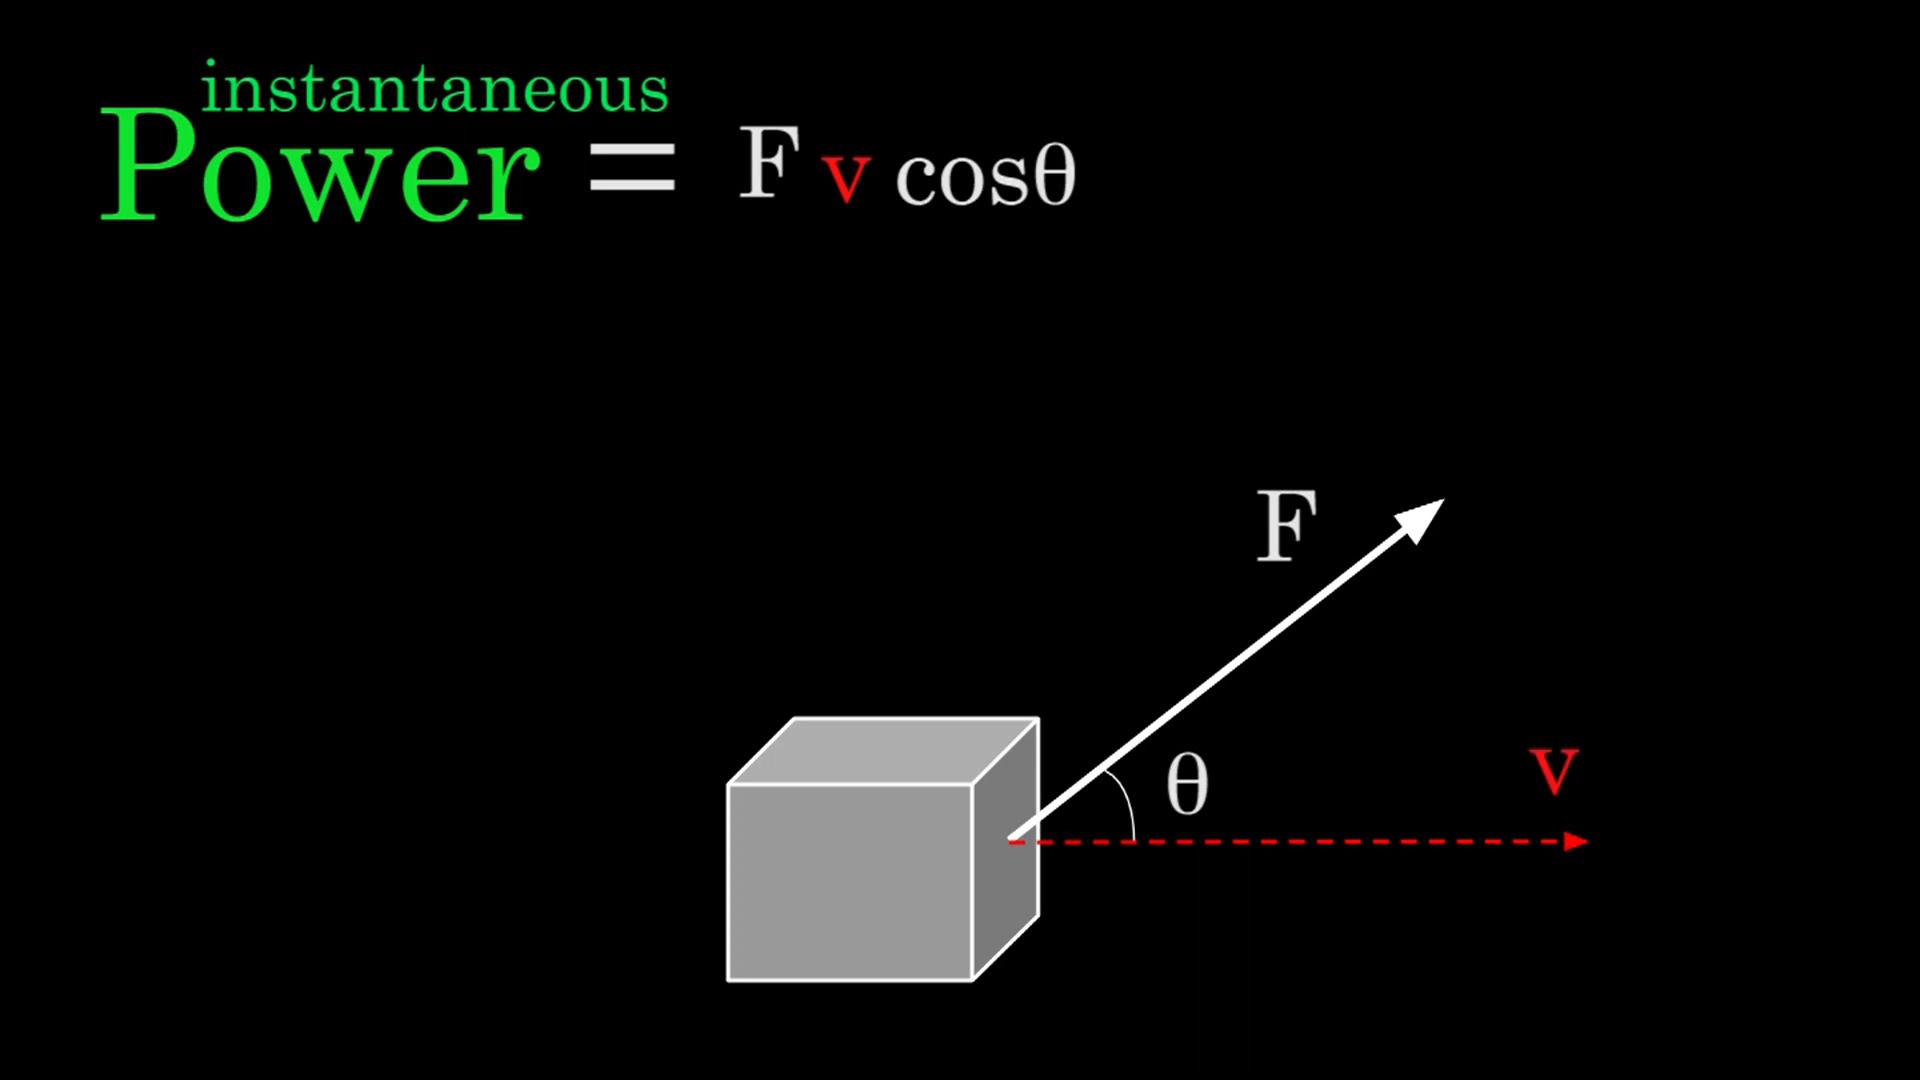 instantaneous
Power = F v cosθ
F
θ
v